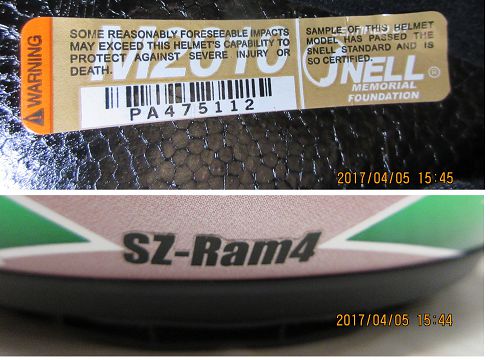 WARNING
SOME REASONABLY FORESEEABLE IMPACTS
MAY EXCEED THIS HELMET'S CAPABILITY TO
PROTECT AGAINST SEVERE INJURY OR
DEATH.
M2010
PA475112
SAMPLE OF THIS HELMET
MODEL HAS PASSED THE
SNELL STANDARD AND IS
SO CERTIFIED.
SNELL®
MEMORIAL
FOUNDATION
2017/04/05 15:45
SZ-Ram4
2017/04/05 15:44